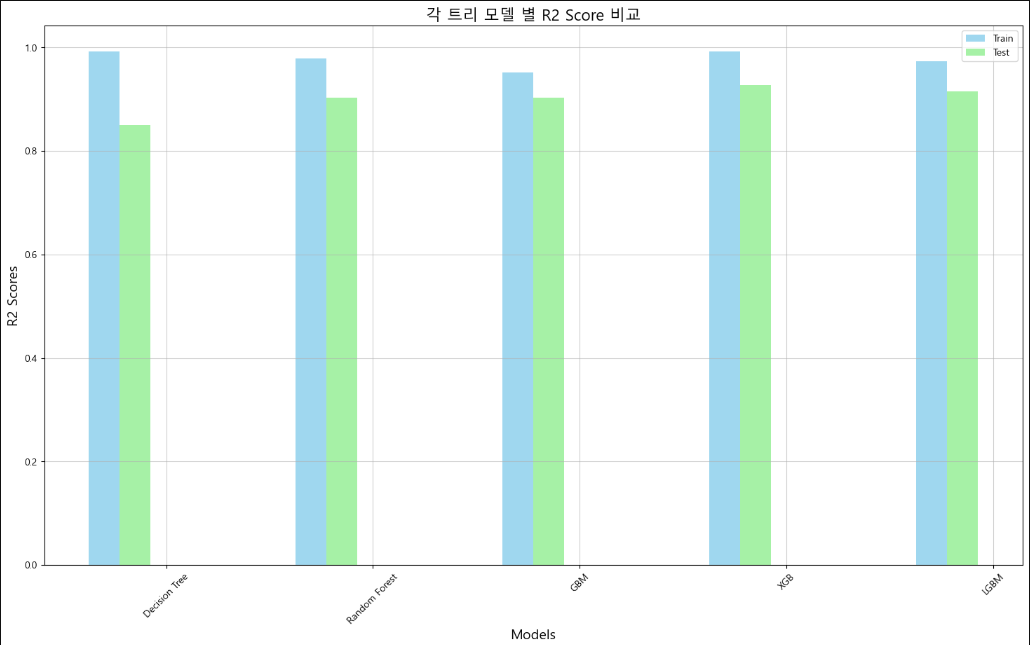 각 트리 모델 별 R2 Score 비교
Train
Test
R2 Scores
1.0
0.8
0.6
0.4
0.2
0.0
Decision Tree
Random Forest
GBM
XGB
LGBM
Models